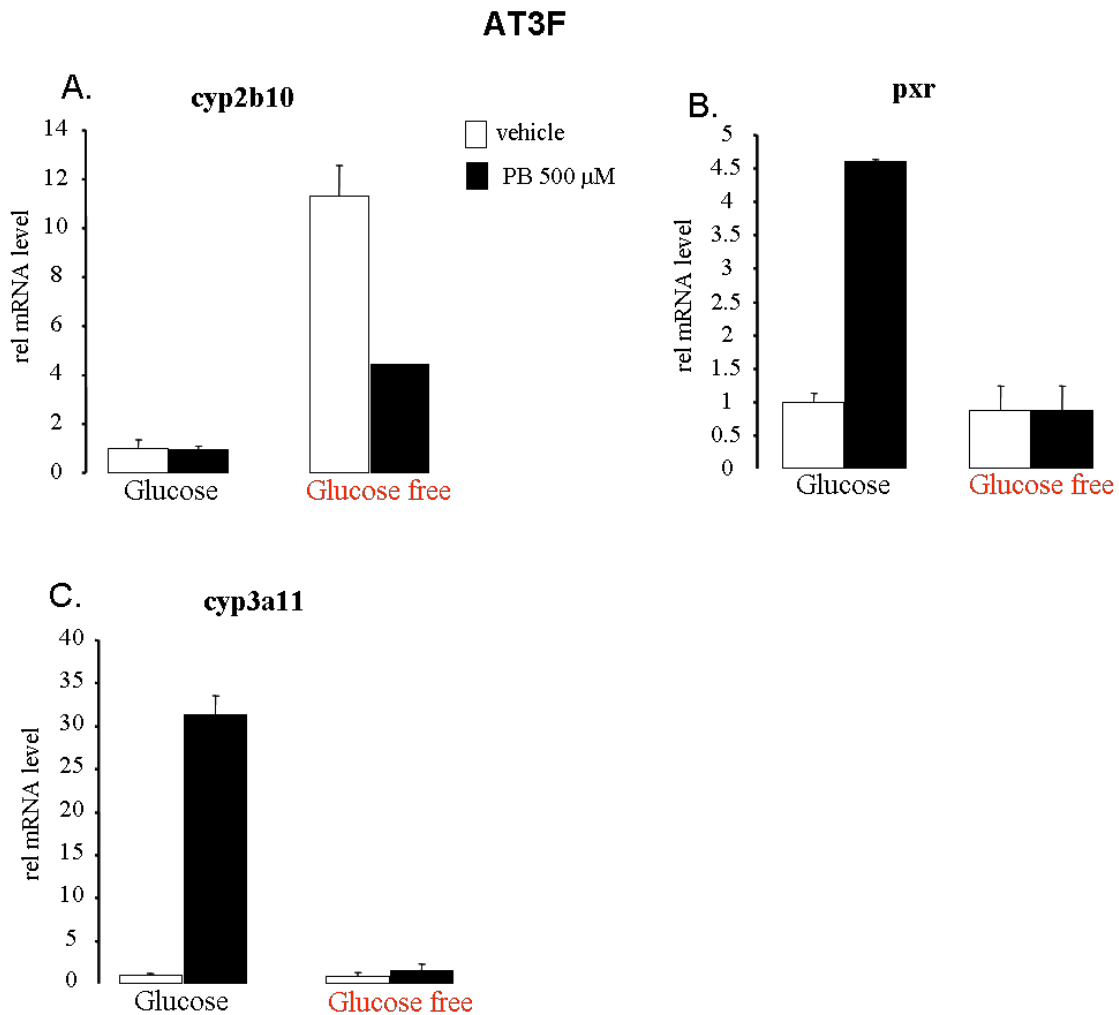 AT3F
A.
cyp2b10
vehicle
PB 500 μM
rel mRNA level
14
12
10
8
6
4
2
0
Glucose
Glucose free
B.
pxr
rel mRNA level
5
4.5
4
3.5
3
2.5
2
1.5
1
0.5
0
Glucose
Glucose free
C.
cyp3a11
rel mRNA level
40
35
30
25
20
15
10
5
0
Glucose
Glucose free